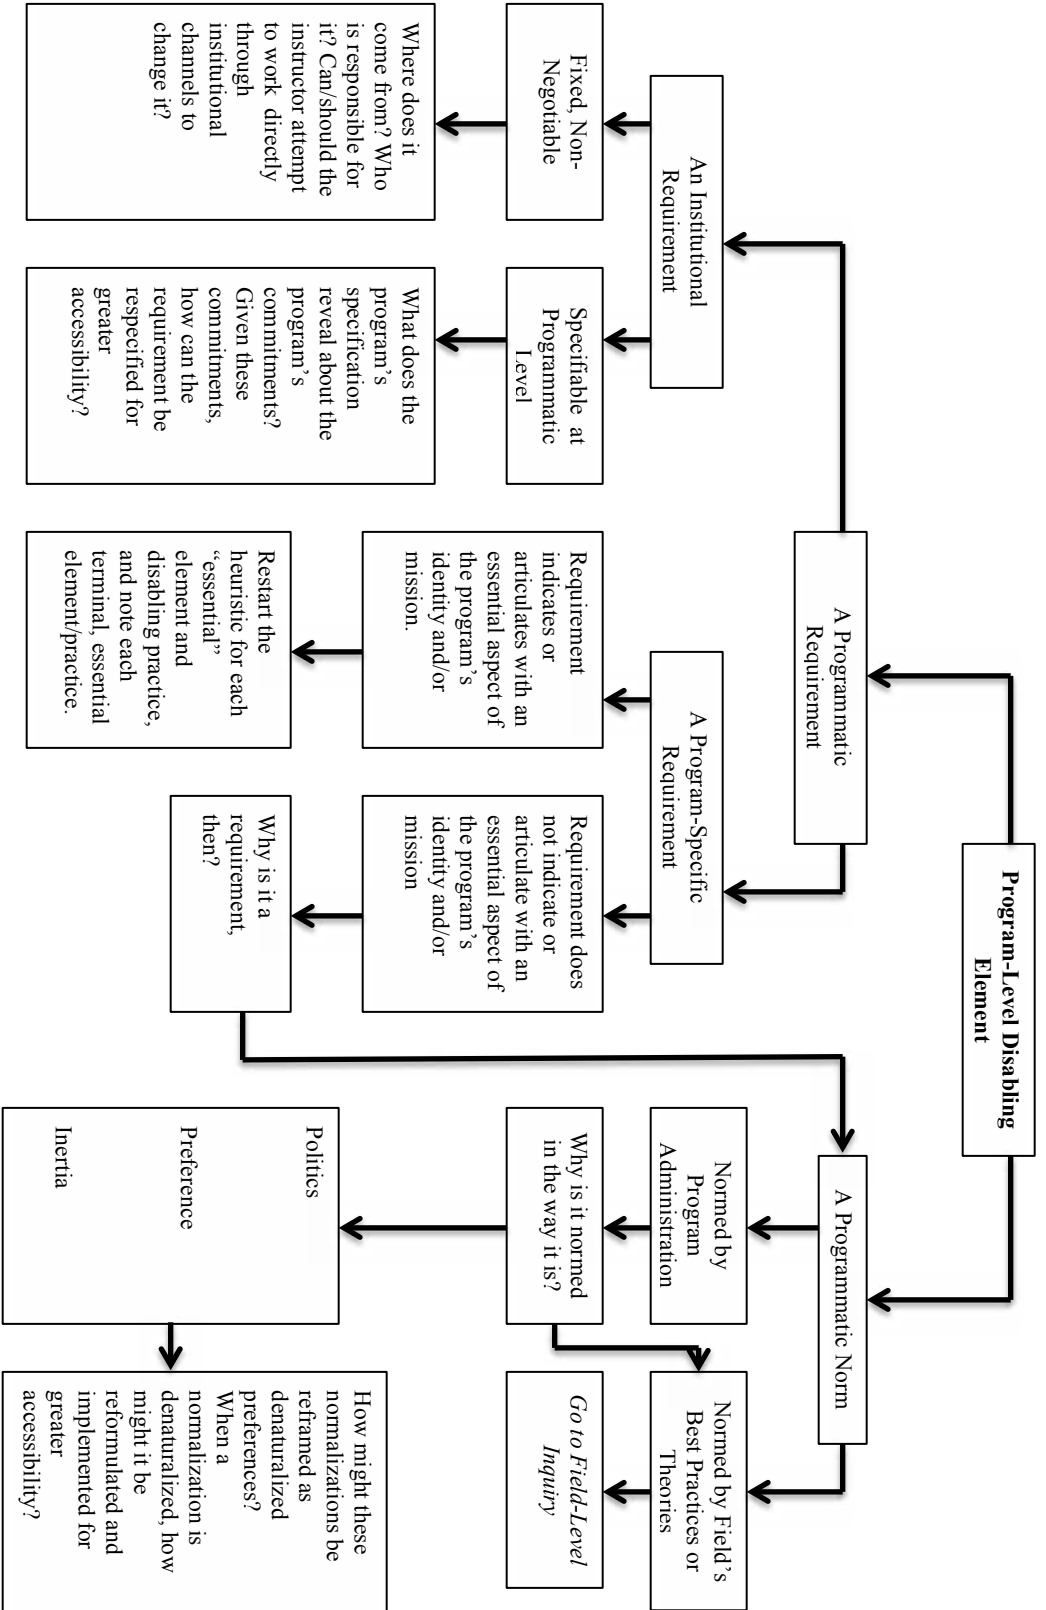 Program-Level Disabling
Element
A Programmatic
Requirement
A Programmatic Norm
An Institutional
Requirement
A Program-Specific
Requirement
Normed by
Program
Administration
Normed by Field’s
Best Practices or
Theories
Fixed, Non-
Negotiable
Specifiable at
Programmatic
Level
Requirement
indicates or
articulates with an
essential aspect of
the program’s
identity and/or
mission.
Requirement does
not indicate or
articulate with an
essential aspect of
the program’s
identity and/or
mission
Why is it normed
in the way it is?
Go to Field-Level
Inquiry
Where does it
come from? Who
is responsible for
it? Can/should the
instructor attempt
to work directly
through
institutional
channels to
change it?
What does the
program’s
specification
reveal about the
program’s
commitments?
Given these
commitments,
how can the
requirement be
respecified for
greater
accessibility?
Restart the
heuristic for each
“essential”
element and
disabling practice,
and note each
terminal, essential
element/practice.
Why is it a
requirement,
then?
Politics
Preference
Inertia
How might these
normalizations be
reframed as
denaturalized
preferences?
When a
normalization is
denaturalized, how
might it be
reformulated and
implemented for
greater
accessibility?